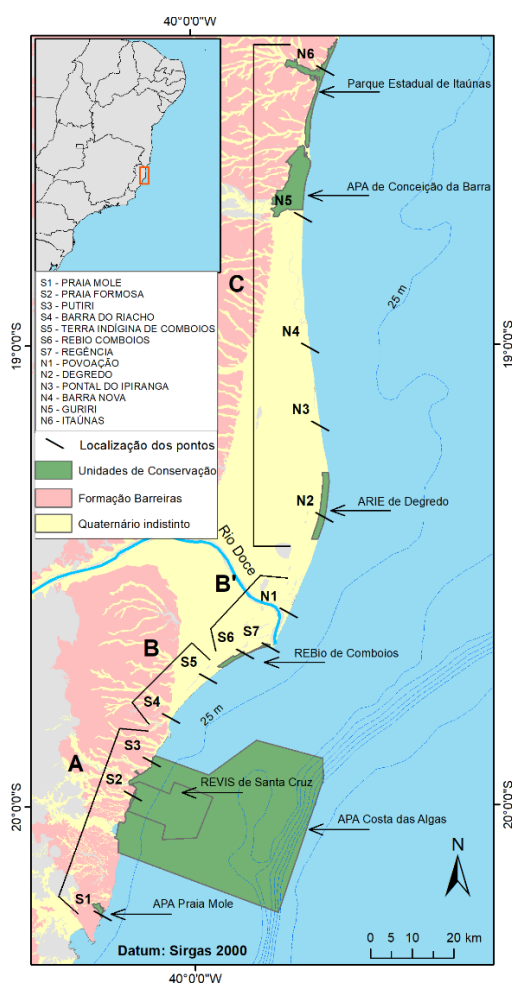 40°0'0"W
N6
Parque Estadual de Itaúnas
APA de Conceição da Barra
N5
S1 - PRAIA MOLE
S2 - PRAIA FORMOSA
S3 - PUTIRI
S4 - BARRA DO RIACHO
S5 - TERRA INDÍGINA DE COMBOIOS
S6 - REBIO COMBOIOS
S7 - REGÊNCIA
N1 - POVOAÇÃO
N2 - DEGREDO
N3 - PONTAL DO IPIRANGA
N4 - BARRA NOVA
N5 - GURIRI
N6 - ITAÚNAS
Localização dos pontos
Unidades de Conservação
Formação Barreiras
Quaternário indistinto
C
25 m
19°0'0"S
N4
19°0'0"S
N3
N2
ARIE de Degredo
Rio Doce
B'
N1
B
S6
S7
REBio de Comboios
S5
S4
25 m
A
S3
S2
REVIS de Santa Cruz
20°0'0"S
APA Costa das Algas
20°0'0"S
N
S1
APA Praia Mole
Datum: Sirgas 2000
0 5 10 20 km
40°0'0"W